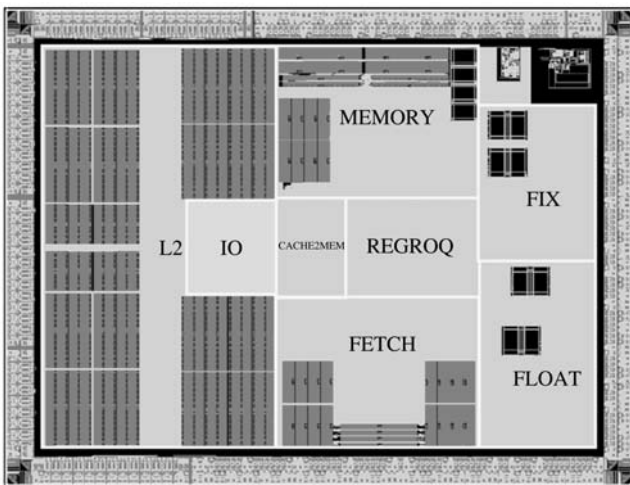 MEMORY
FIX
L2
IO
CACHE2MEM
REGROQ
FETCH
FLOAT